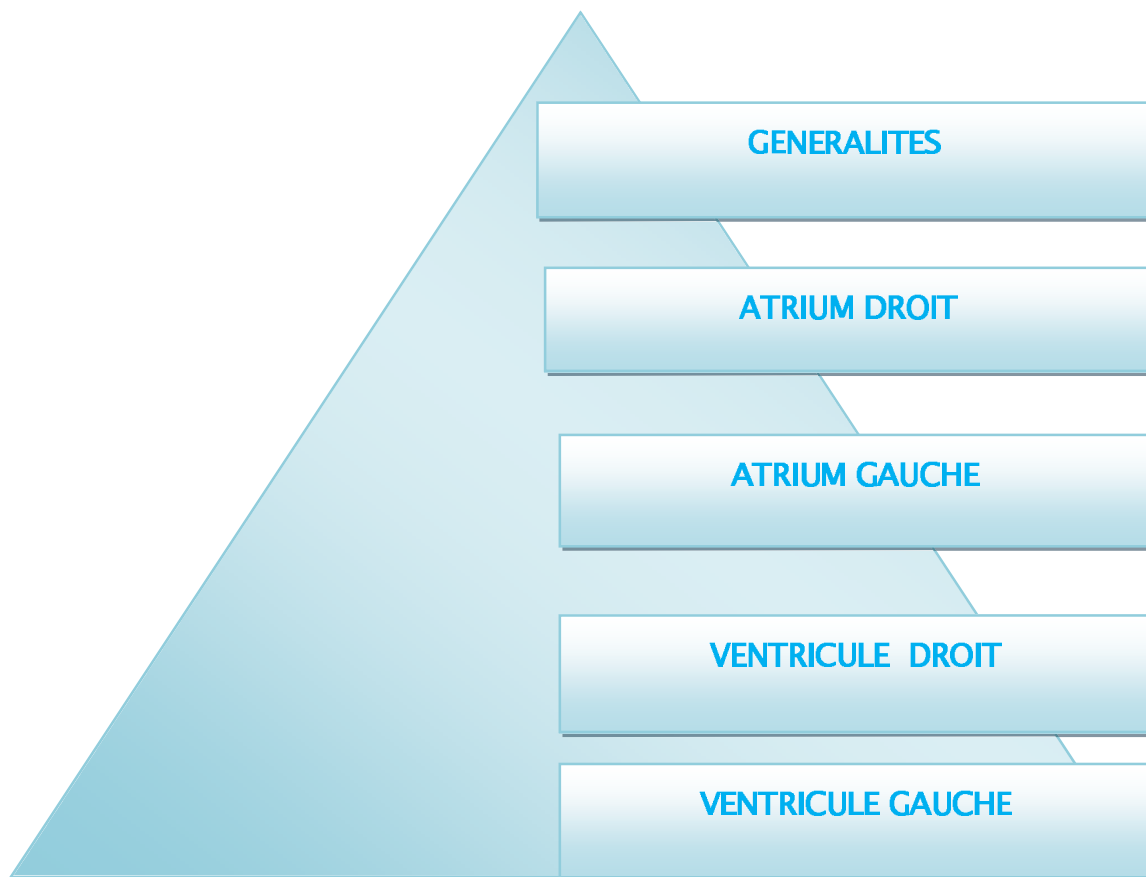 GENERALITES
ATRIUM DROIT
ATRIUM GAUCHE
VENTRICULE DROIT
VENTRICULE GAUCHE